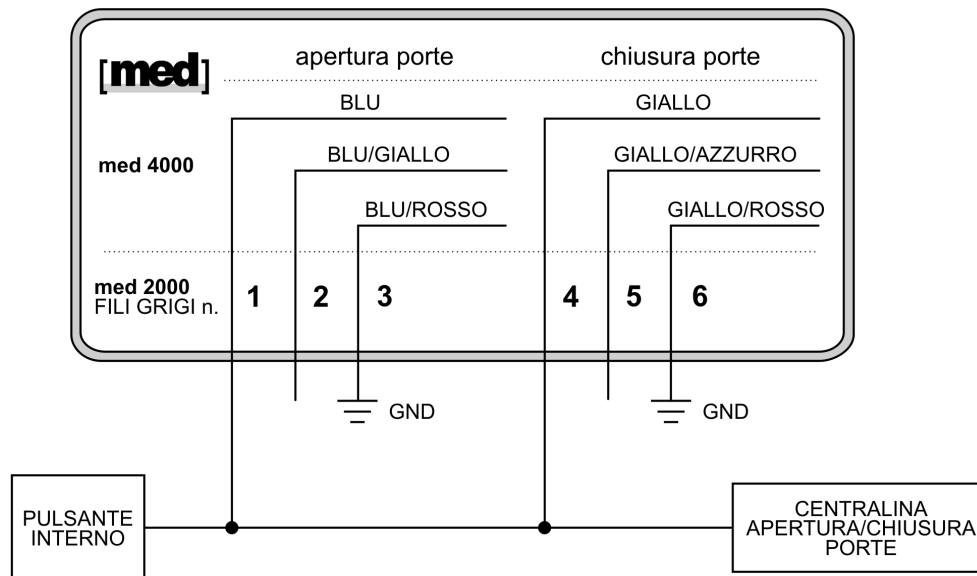 [med]
apertura porte
chiusura porte
BLU
GIALLO
med 4000
BLU/GIALLO
GIALLO/AZZURRO
BLU/ROSSO
GIALLO/ROSSO
med 2000
FILI GRIGI n.
1
2
3
4
5
6
GND
GND
PULSANTE
INTERNO
CENTRALINA
APERTURA/CHIUSURA
PORTE